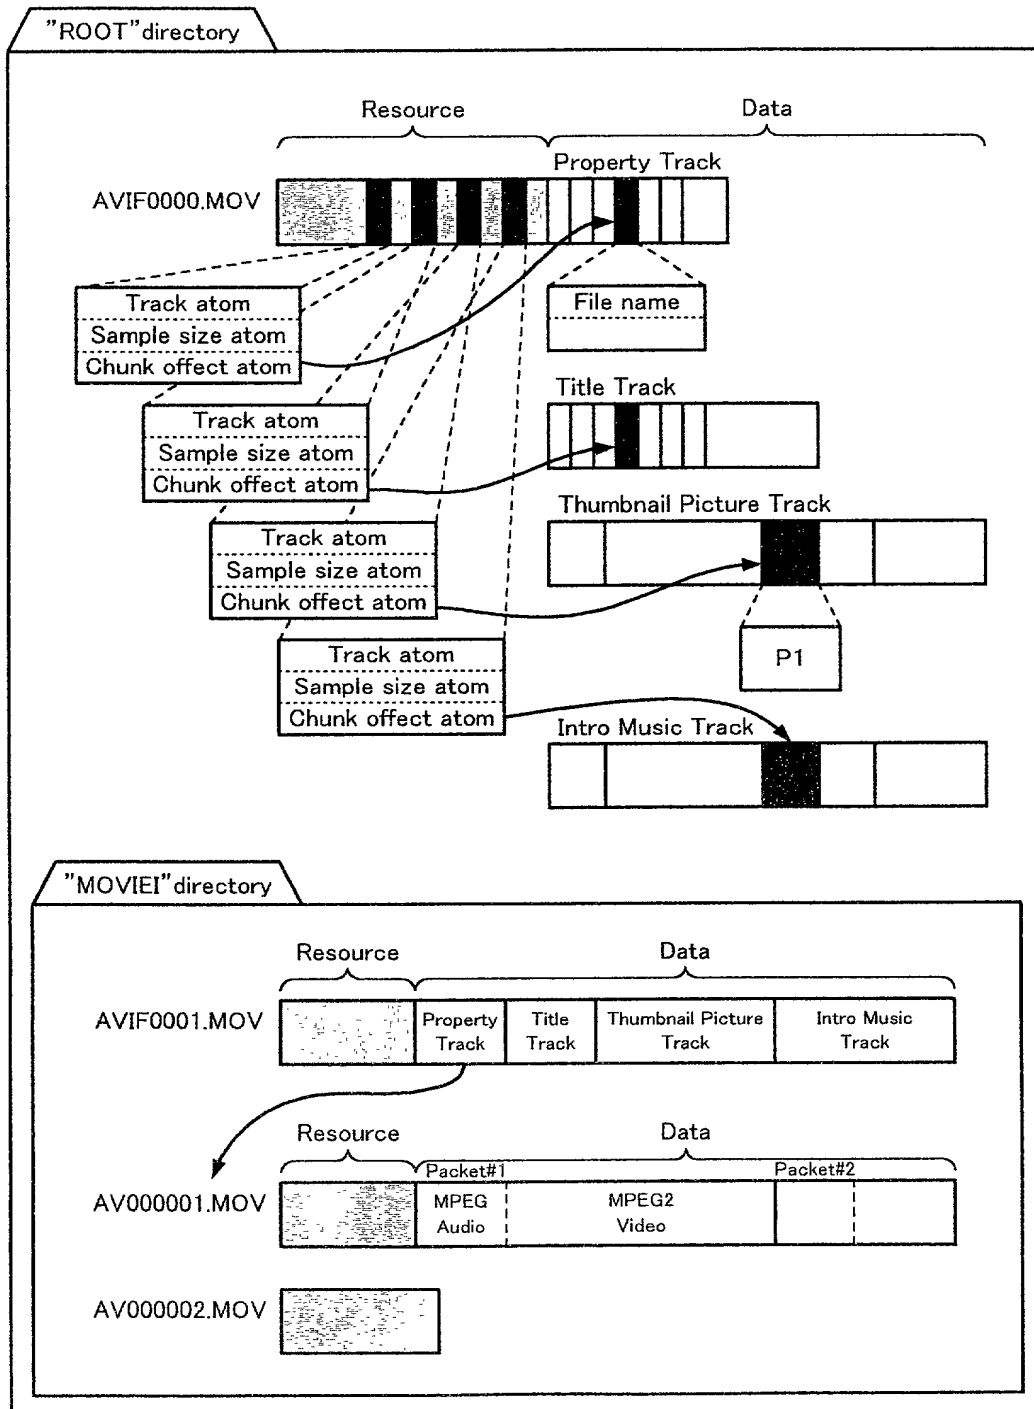 "ROOT" directory
Resource
Data
Property Track
AVIF0000.MOV
File name
Track atom
Sample size atom
Chunk offect atom
Title Track
Track atom
Sample size atom
Chunk offect atom
Thumbnail Picture Track
Track atom
Sample size atom
Chunk offect atom
P1
Track atom
Sample size atom
Chunk offect atom
Intro Music Track
"MOVIEI" directory
Resource
Data
AVIF0001.MOV
Property
Track
Title
Track
Thumbnail Picture
Track
Intro Music
Track
Resource
Data
Packet#1
Packet#2
AV000001.MOV
MPEG
Audio
MPEG2
Video
AV000002.MOV